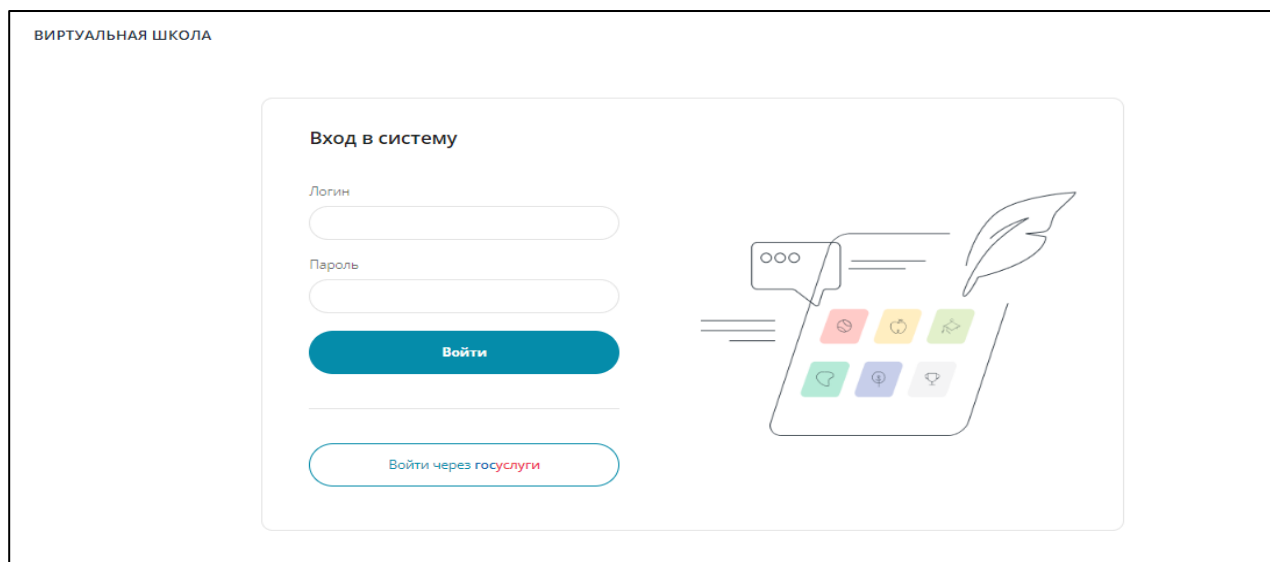 ВИРТУАЛЬНАЯ ШКОЛА
Вход в систему
Логин
Пароль
Войти
Войти через госуслуги